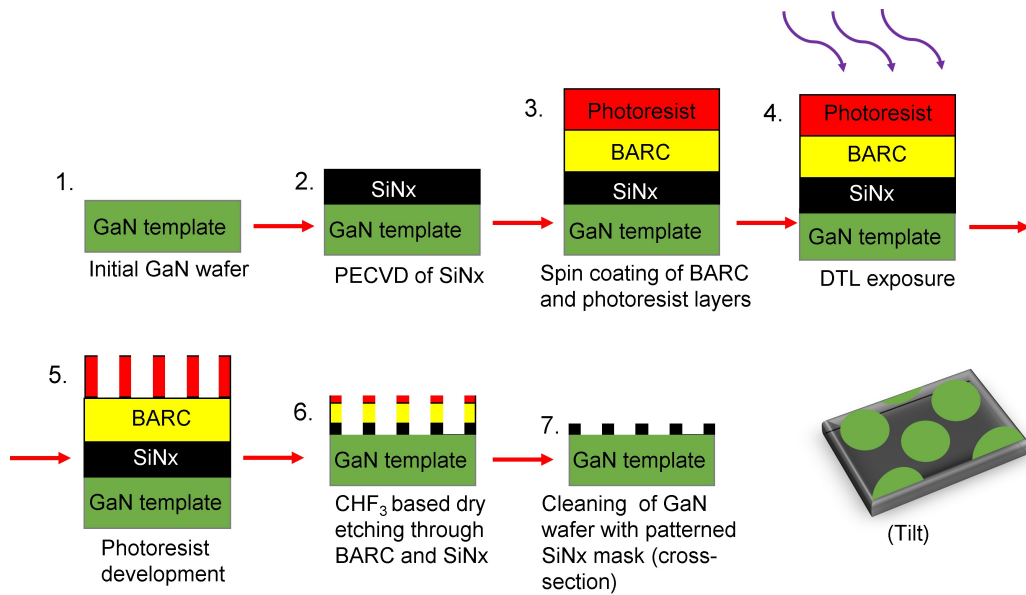 1.
GaN template
Initial GaN wafer
2.
SiNx
GaN template
PECVD of SiNx
3.
Photoresist
BARC
SiNx
GaN template
Spin coating of BARC
and photoresist layers
4.
Photoresist
BARC
SiNx
GaN template
DTL exposure
5.
BARC
SiNx
GaN template
Photoresist
development
6.
GaN template
CHF₃ based dry
etching through
BARC and SiNx
7.
GaN template
Cleaning of GaN
wafer with patterned
SiNx mask (cross-
section)
(Tilt)